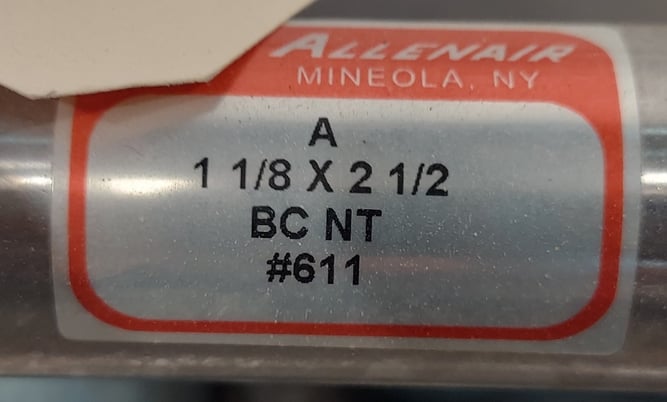 ALLENAIR
MINEOLA, NY
A
1 1/8 X 2 1/2
BC NT
#611